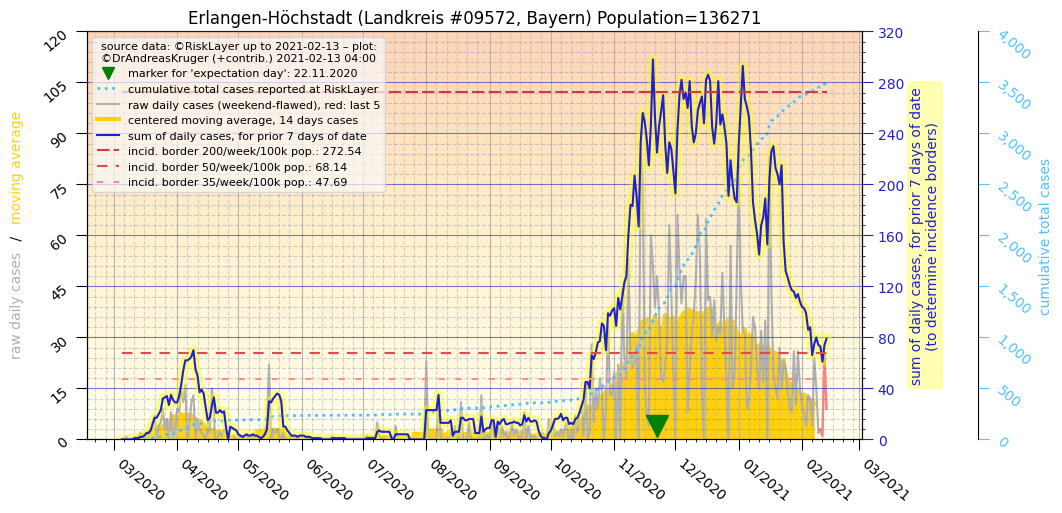 Erlangen-Höchstadt (Landkreis #09572, Bayern) Population=136271
source data: ©RiskLayer up to 2021-02-13 – plot:
©DrAndreasKruger (+contrib.) 2021-02-13 04:00
marker for 'expectation day': 22.11.2020
cumulative total cases reported at RiskLayer
raw daily cases (weekend-flawed), red: last 5
centered moving average, 14 days cases
sum of daily cases, for prior 7 days of date
incid. border 200/week/100k pop.: 272.54
incid. border 50/week/100k pop.: 68.14
incid. border 35/week/100k pop.: 47.69
raw daily cases / moving average
120
105
90
75
60
45
30
15
0
03/2020
04/2020
05/2020
06/2020
07/2020
08/2020
09/2020
10/2020
11/2020
12/2020
01/2021
02/2021
03/2021
320
280
240
200
160
120
80
40
0
sum of daily cases, for prior 7 days of date
(to determine incidence borders)
4,000
3,500
3,000
2,500
2,000
1,500
1,000
500
0
cumulative total cases